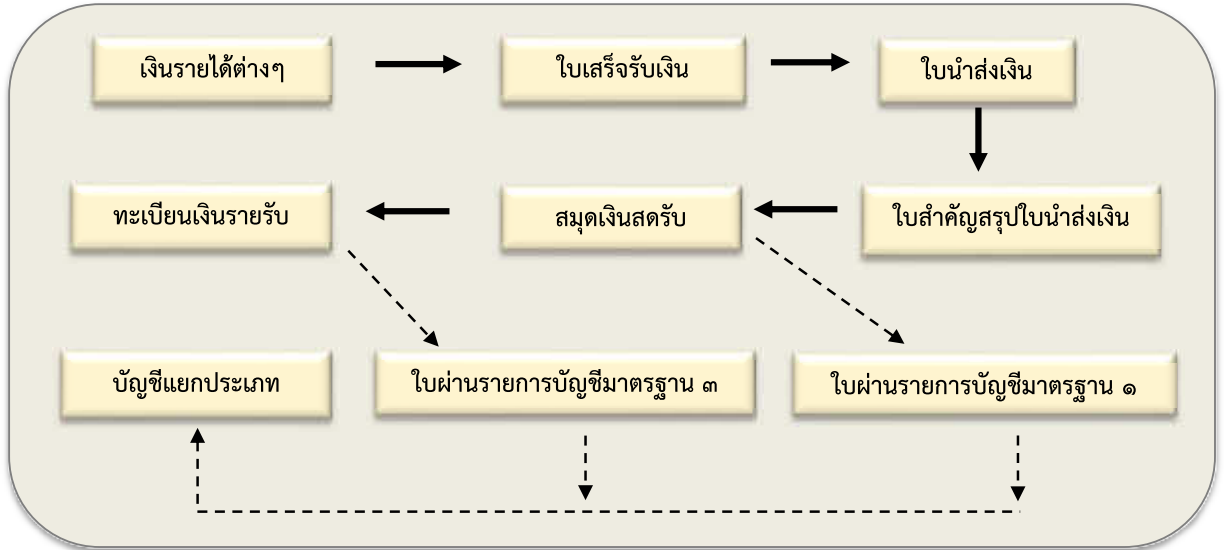 เงินรายได้ต่างๆ
ใบเสร็จรับเงิน
ใบนำส่งเงิน
ทะเบียนเงินรายรับ
สมุดเงินสดรับ
ใบสำคัญสรุปใบนำส่งเงิน
บัญชีแยกประเภท
ใบผ่านรายการบัญชีมาตรฐาน ๓
ใบผ่านรายการบัญชีมาตรฐาน ๑